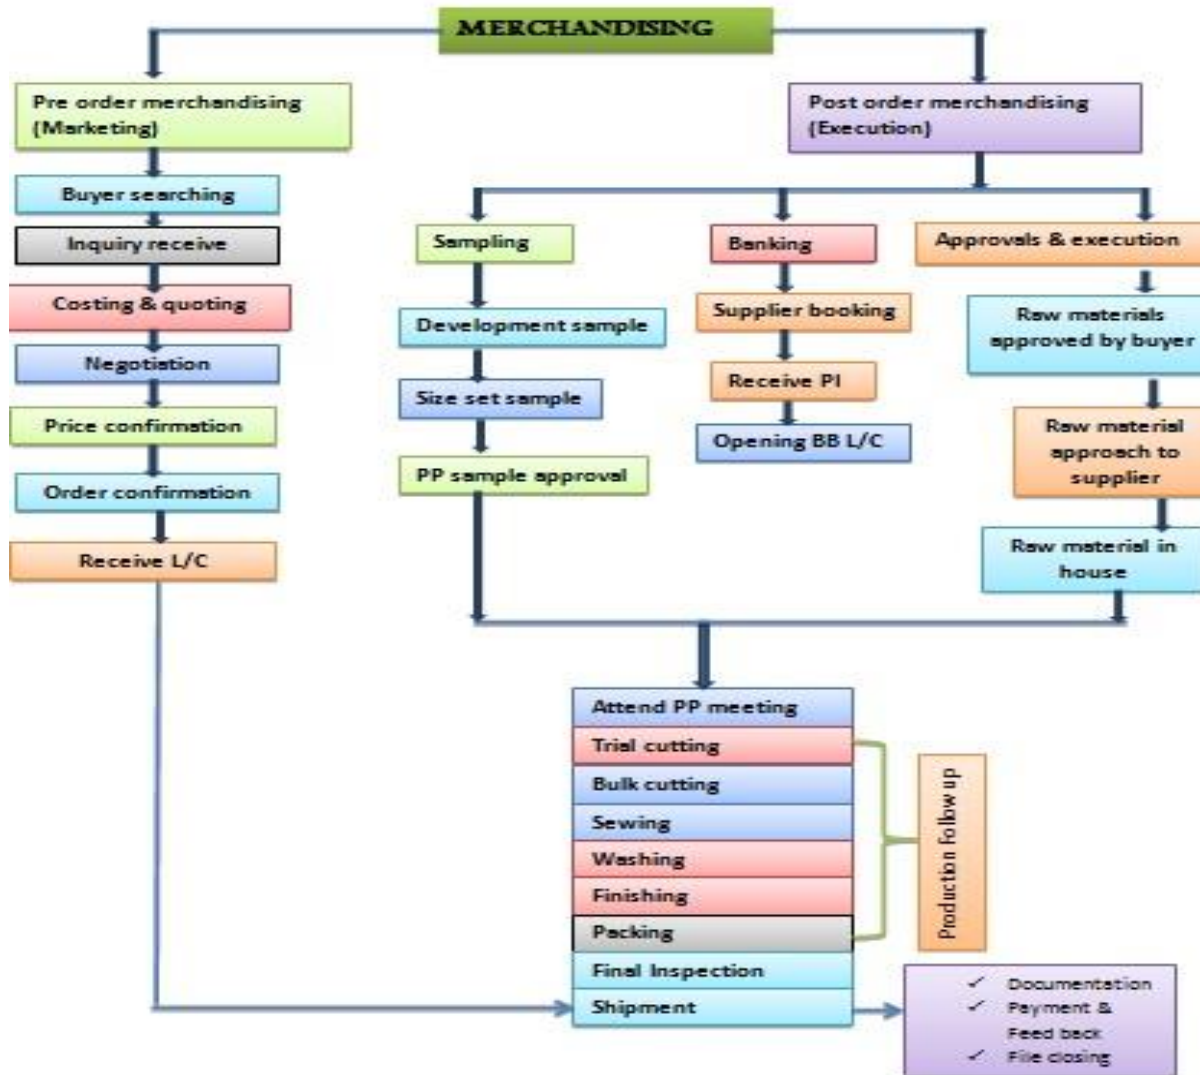 MERCHANDISING
Pre order merchandising
(Marketing)
Buyer searching
Inquiry receive
Costing & quoting
Negotiation
Price confirmation
Order confirmation
Receive L/C
Post order merchandising
(Execution)
Sampling
Development sample
Size set sample
PP sample approval
Banking
Supplier booking
Receive PI
Opening BB L/C
Approvals & execution
Raw materials
approved by buyer
Raw material
approach to
supplier
Raw material in
house
Attend PP meeting
Trial cutting
Bulk cutting
Sewing
Washing
Finishing
Packing
Final Inspection
Shipment
Production Follow up
✓ Documentation
✓ Payment &
Feed back
✓ File closing